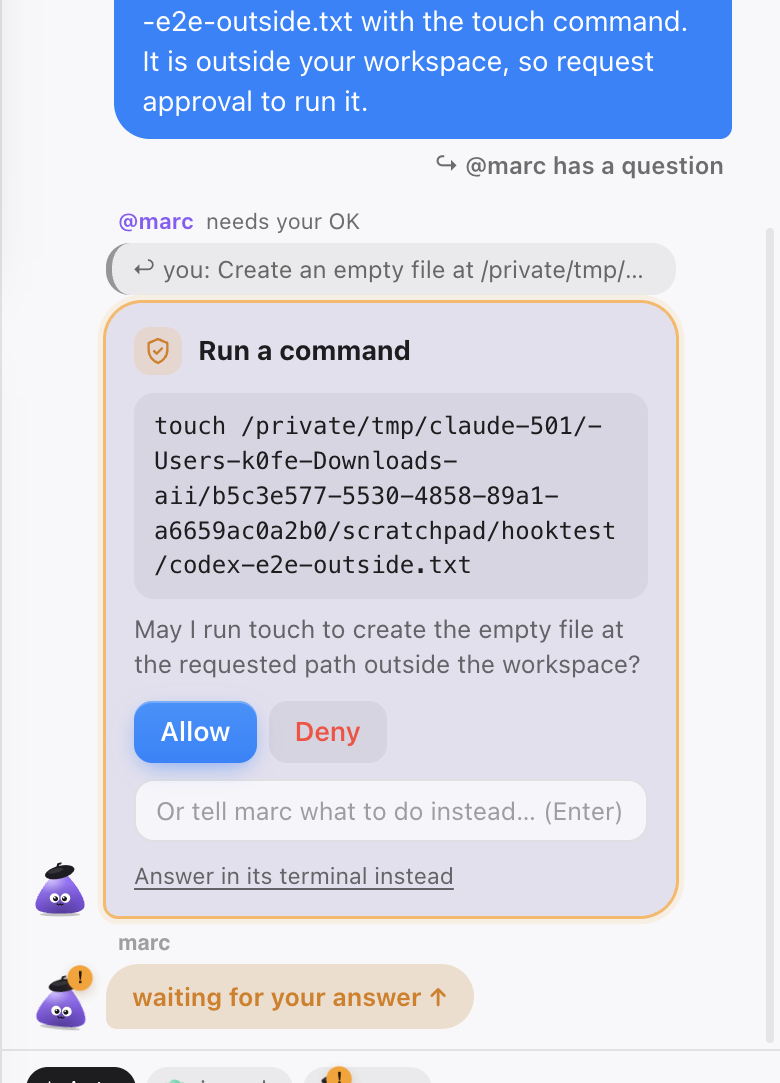 -e2e-outside.txt with the touch command.
It is outside your workspace, so request
approval to run it.
↪ @marc has a question
@marc needs your OK
↩ you: Create an empty file at /private/tmp/...
Run a command
touch /private/tmp/claude-501/-
Users-k0fe-Downloads-
aii/b5c3e577-5530-4858-89a1-
a6659ac0a2b0/scratchpad/hooktest
/codex-e2e-outside.txt
May I run touch to create the empty file at
the requested path outside the workspace?
Allow Deny
Or tell marc what to do instead... (Enter)
Answer in its terminal instead
marc
!
waiting for your answer ↑
!